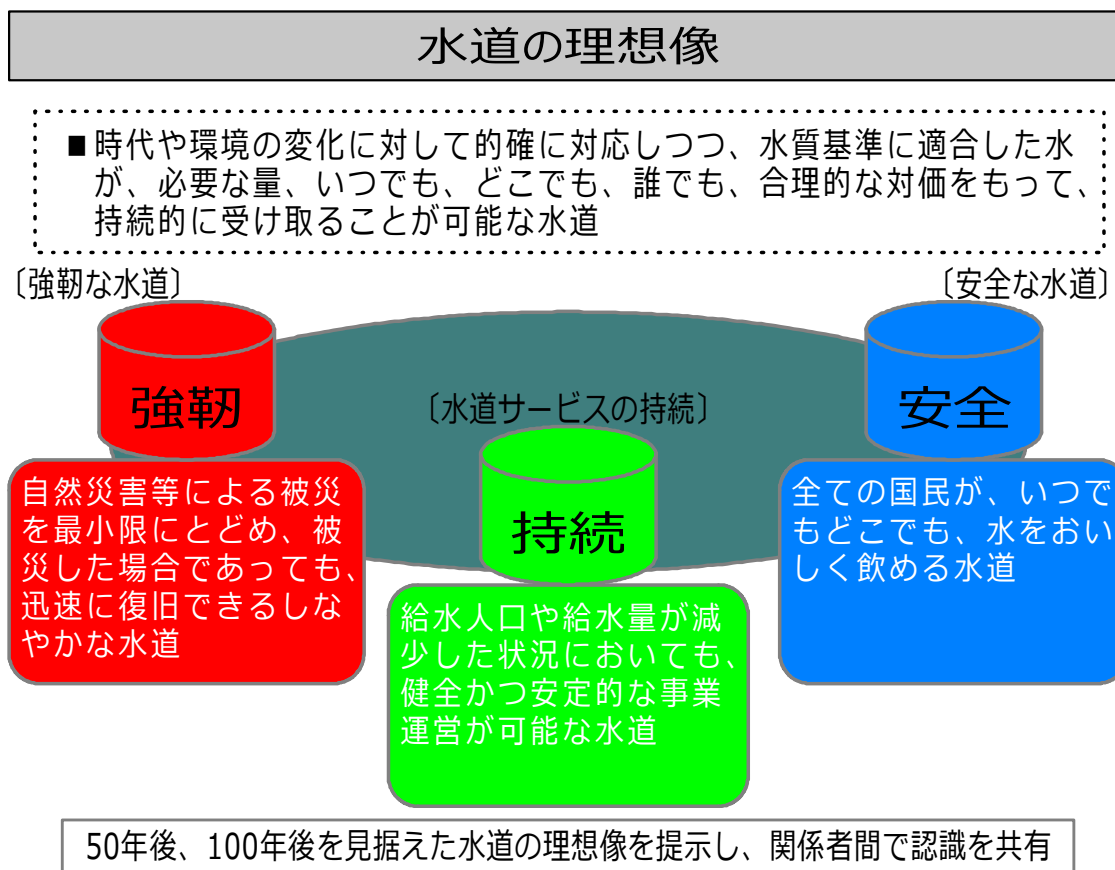 水道の理想像
■時代や環境の変化に対して的確に対応しつつ、水質基準に適合した水
が、必要な量、いつでも、どこでも、誰でも、合理的な対価をもって、
持続的に受け取ることが可能な水道
〔強靭な水道〕
〔安全な水道〕
強靭
〔水道サービスの持続〕
安全
自然災害等による被災
を最小限にとどめ、被
災した場合であっても、
迅速に復旧できるしな
やかな水道
持続
給水人口や給水量が減
少した状況においても、
健全かつ安定的な事業
運営が可能な水道
全ての国民が、いつで
もどこでも、水をおい
しく飲める水道
50年後、100年後を見据えた水道の理想像を提示し、関係者間で認識を共有